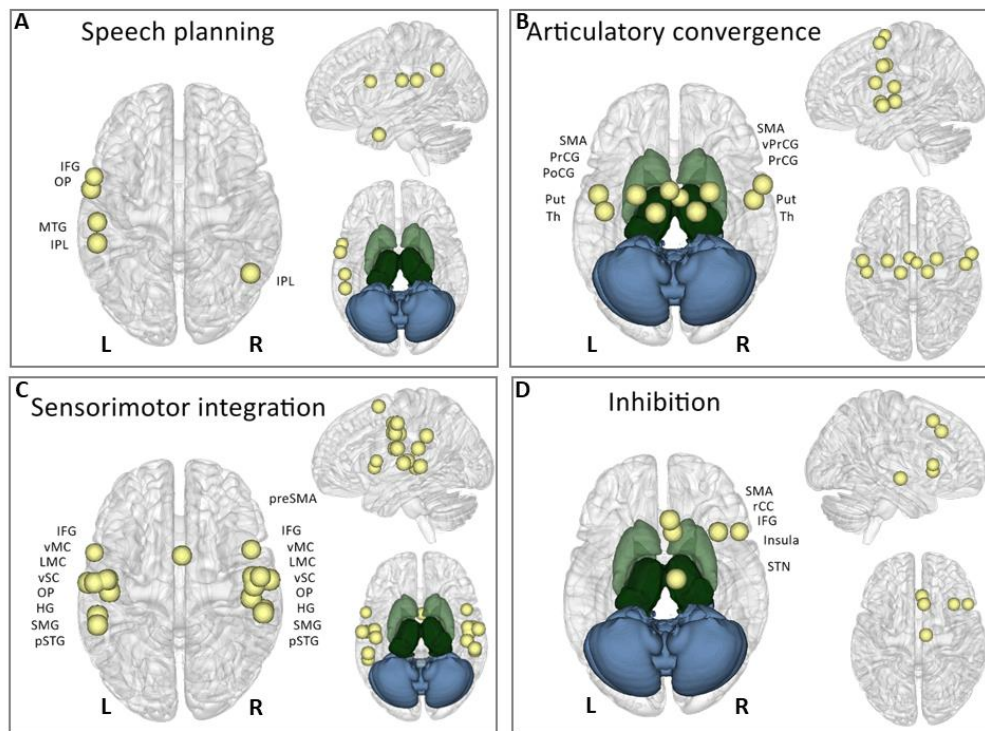 A
Speech planning
IFG
OP
MTG
IPL
IPL
L R
B
Articulatory convergence
SMA
PrCG
PoCG
Put
Th
SMA
vPrCG
PrCG
Put
Th
L R
C
Sensorimotor integration
preSMA
IFG
vMC
LMC
vSC
OP
HG
SMG
pSTG
IFG
vMC
LMC
vSC
OP
HG
SMG
pSTG
L R
D
Inhibition
SMA
rCC
IFG
Insula
STN
L R